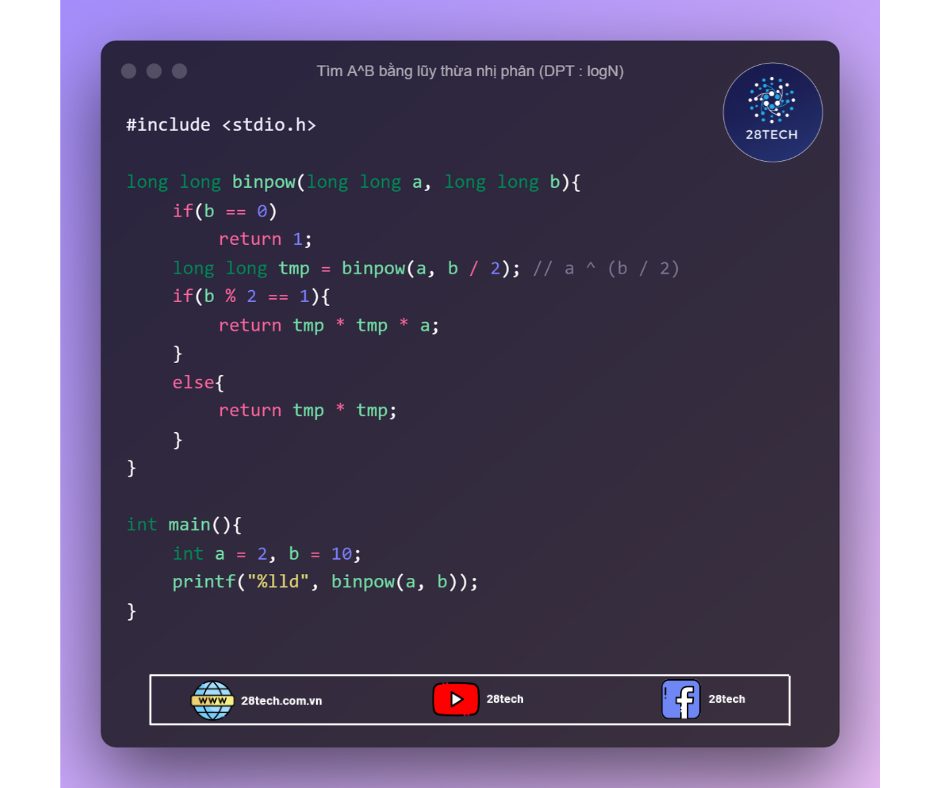 Tìm A^B bằng lũy thừa nhị phân (DPT : logN)
28TECH
#include <stdio.h>
long long binpow(long long a, long long b){
if(b == 0)
return 1;
long long tmp = binpow(a, b / 2); // a ^ (b / 2)
if(b % 2 == 1){
return tmp * tmp * a;
}
else{
return tmp * tmp;
}
}
int main(){
int a = 2, b = 10;
printf("%lld", binpow(a, b));
}
WWW 28tech.com.vn 28tech 28tech